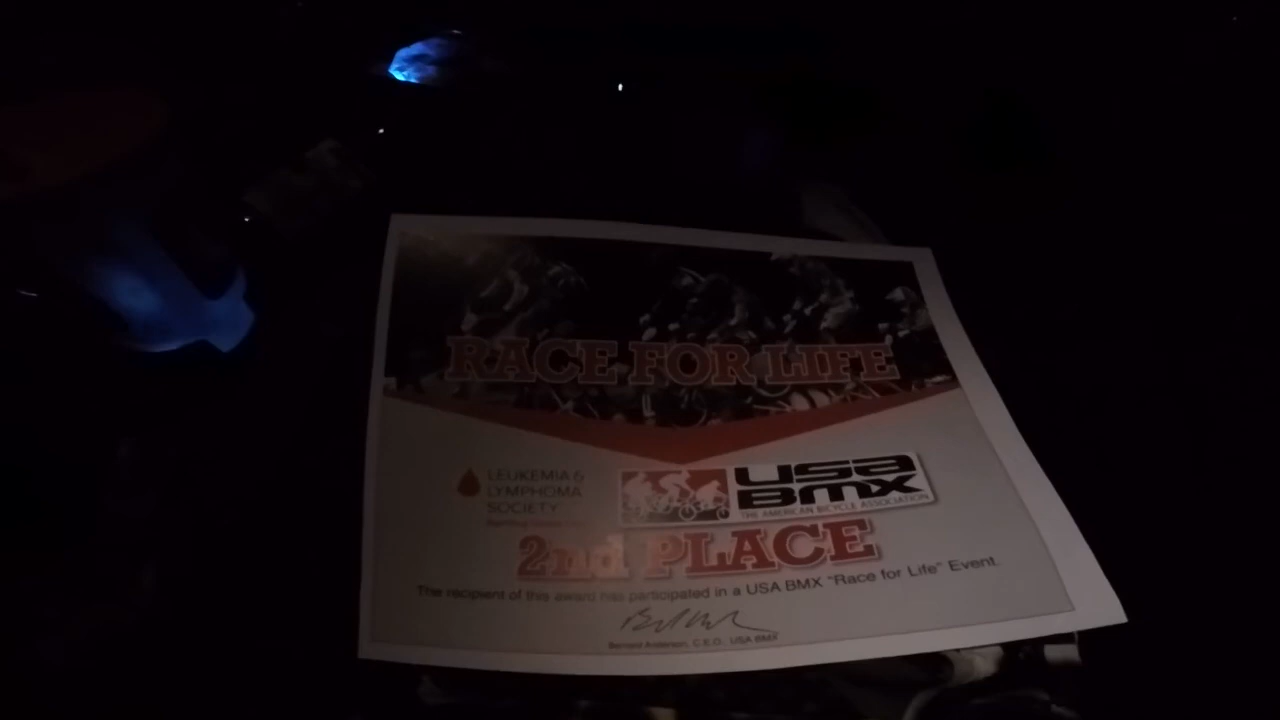 RACE FOR LIFE
LEUKEMIA &
LYMPHOMA
SOCIETY
USA
BMX
THE AMERICAN BICYCLE ASSOCIATION
2nd PLACE
The recipient of this award has participated in a USA BMX “Race for Life” Event.
Bernard Anderson, C.E.O., USA BMX